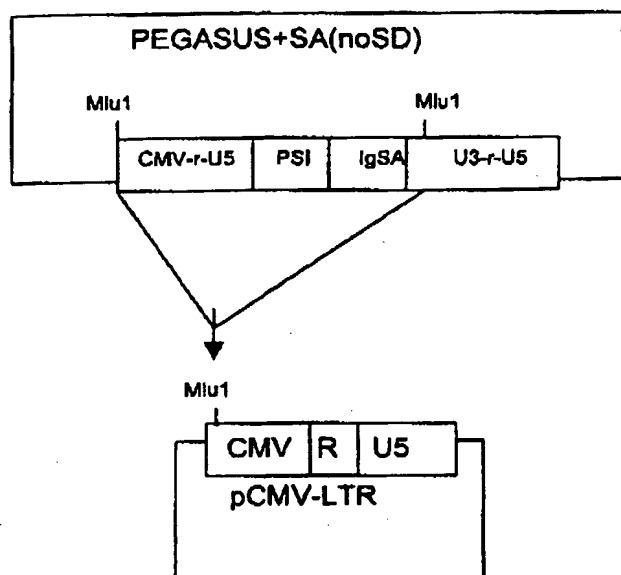 PEGASUS+SA(noSD)
Mlu1 Mlu1
CMV-r-U5 PSI IgSA U3-r-U5
Mlu1
CMV R U5
pCMV-LTR